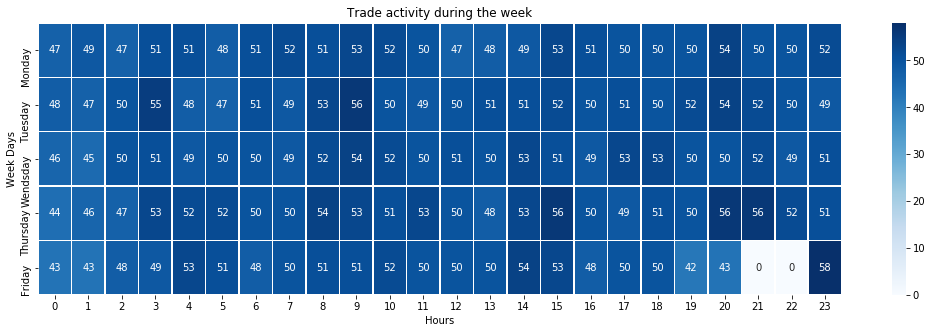 Trade activity during the week
Week Days
Monday 47 49 47 51 51 48 51 52 51 53 52 50 47 48 49 53 51 50 50 50 54 50 50 52
Tuesday 48 47 50 55 48 47 51 49 53 56 50 49 50 51 51 52 50 51 50 52 54 52 50 49
Wendsday 46 45 50 51 49 50 50 49 52 54 52 50 51 50 53 51 49 53 53 50 50 52 49 51
Thursday 44 46 47 53 52 52 50 50 54 53 51 53 50 48 53 56 50 49 51 50 56 56 52 51
Friday 43 43 48 49 53 51 48 50 51 51 52 50 50 50 54 53 48 50 50 42 43 0 0 58
0 1 2 3 4 5 6 7 8 9 10 11 12 13 14 15 16 17 18 19 20 21 22 23
Hours
50
40
30
20
10
0